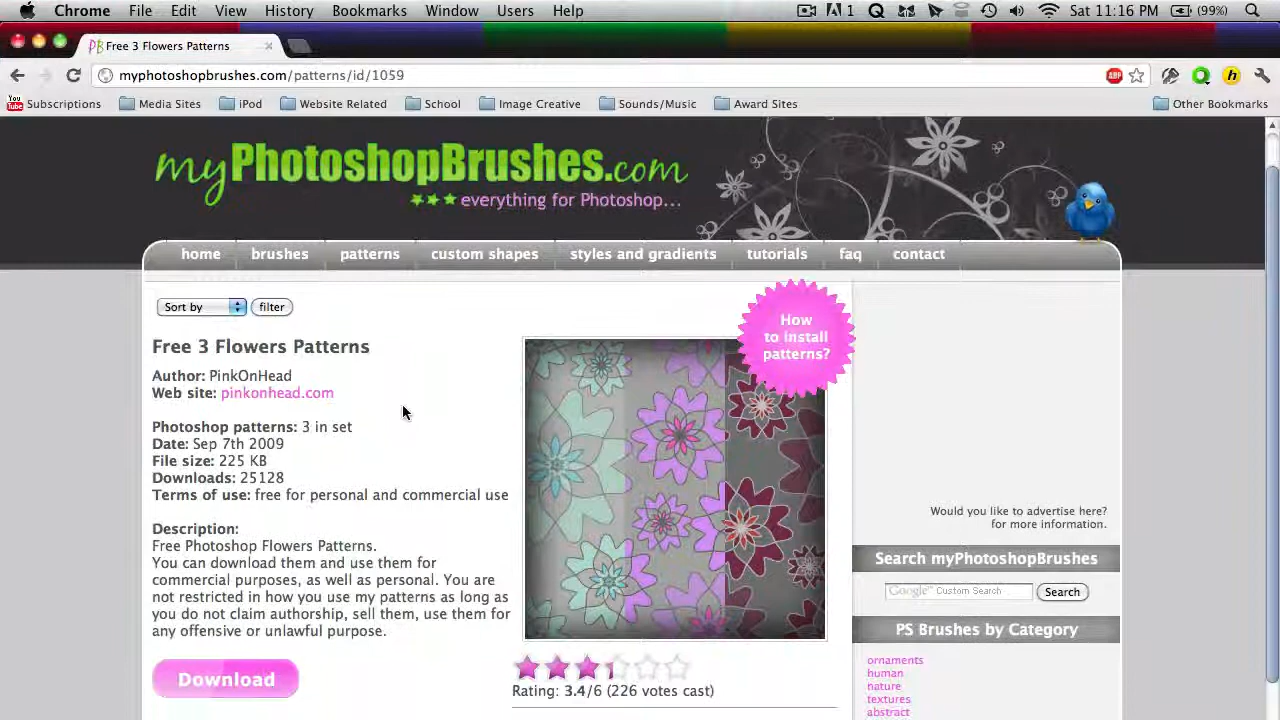 Chrome File Edit View History Bookmarks Window Users Help 1 Sat 11:16 PM (99%)
Free 3 Flowers Patterns
myphotoshopbrushes.com/patterns/id/1059 ABP
Subscriptions Media Sites iPod Website Related School Image Creative Sounds/Music Award Sites Other Bookmarks
myPhotoshopBrushes.com
everything for Photoshop...
home brushes patterns custom shapes styles and gradients tutorials faq contact
Sort by filter
How
to install
patterns?
Free 3 Flowers Patterns
Author: PinkOnHead
Web site: pinkonhead.com
Photoshop patterns: 3 in set
Date: Sep 7th 2009
File size: 225 KB
Downloads: 25128
Terms of use: free for personal and commercial use
Description:
Free Photoshop Flowers Patterns.
You can download them and use them for
commercial purposes, as well as personal. You are
not restricted in how you use my patterns as long as
you do not claim authorship, sell them, use them for
any offensive or unlawful purpose.
Download
Rating: 3.4/6 (226 votes cast)
Would you like to advertise here?
for more information.
Search myPhotoshopBrushes
Google™ Custom Search Search
PS Brushes by Category
ornaments
human
nature
textures
abstract